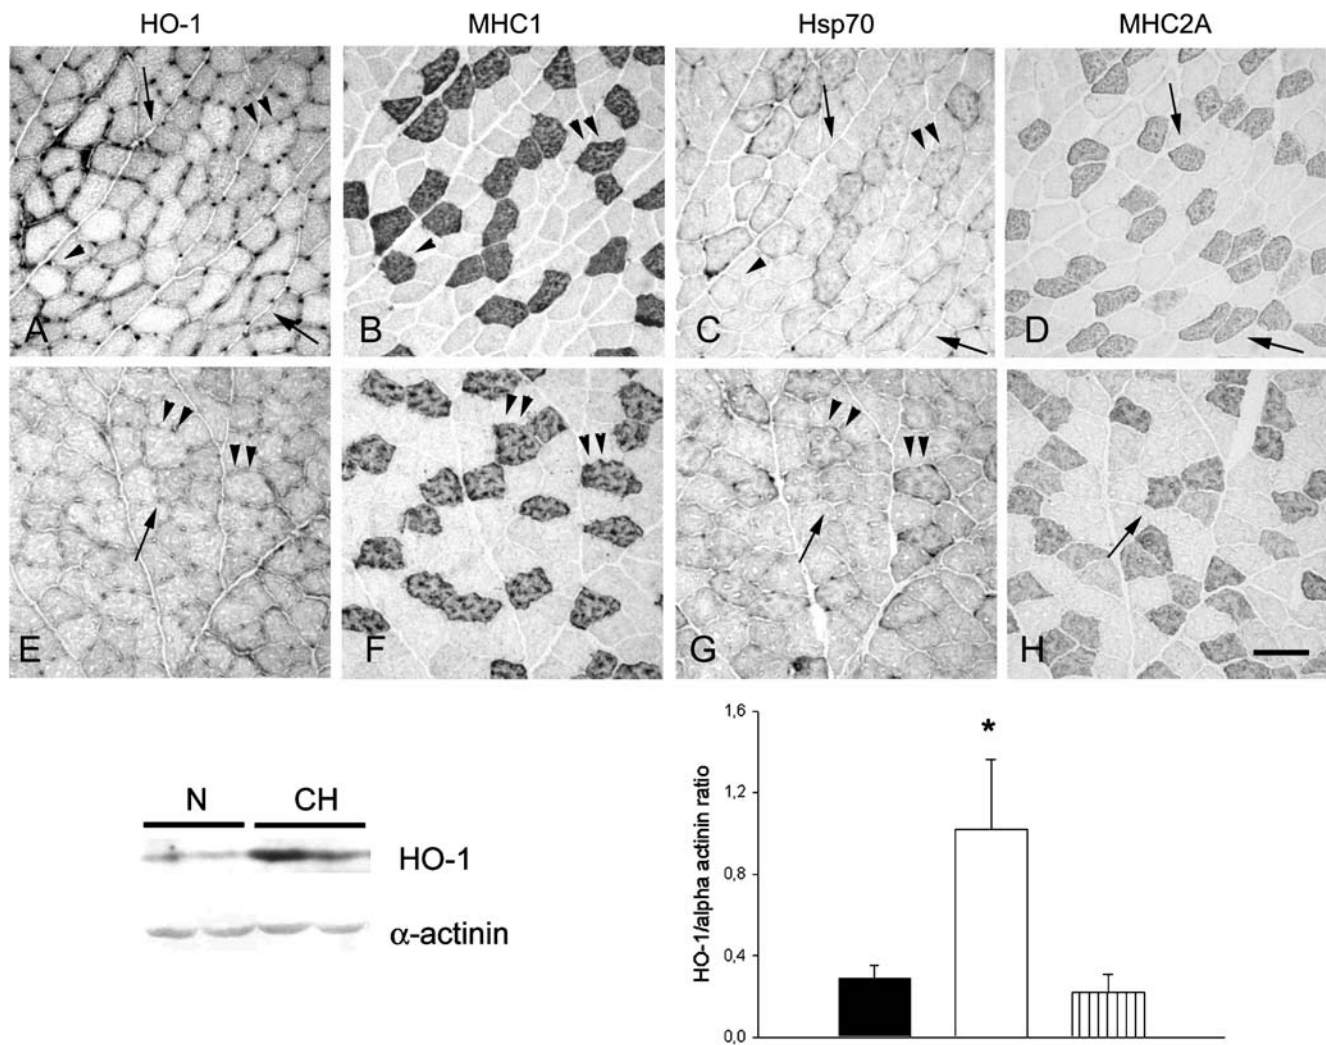 HO-1 MHC1 Hsp70 MHC2A
A B C D
E F G H
N CH
HO-1
α-actinin
HO-1/alpha actinin ratio
1,6
*
1,2
0,8
0,4
0,0